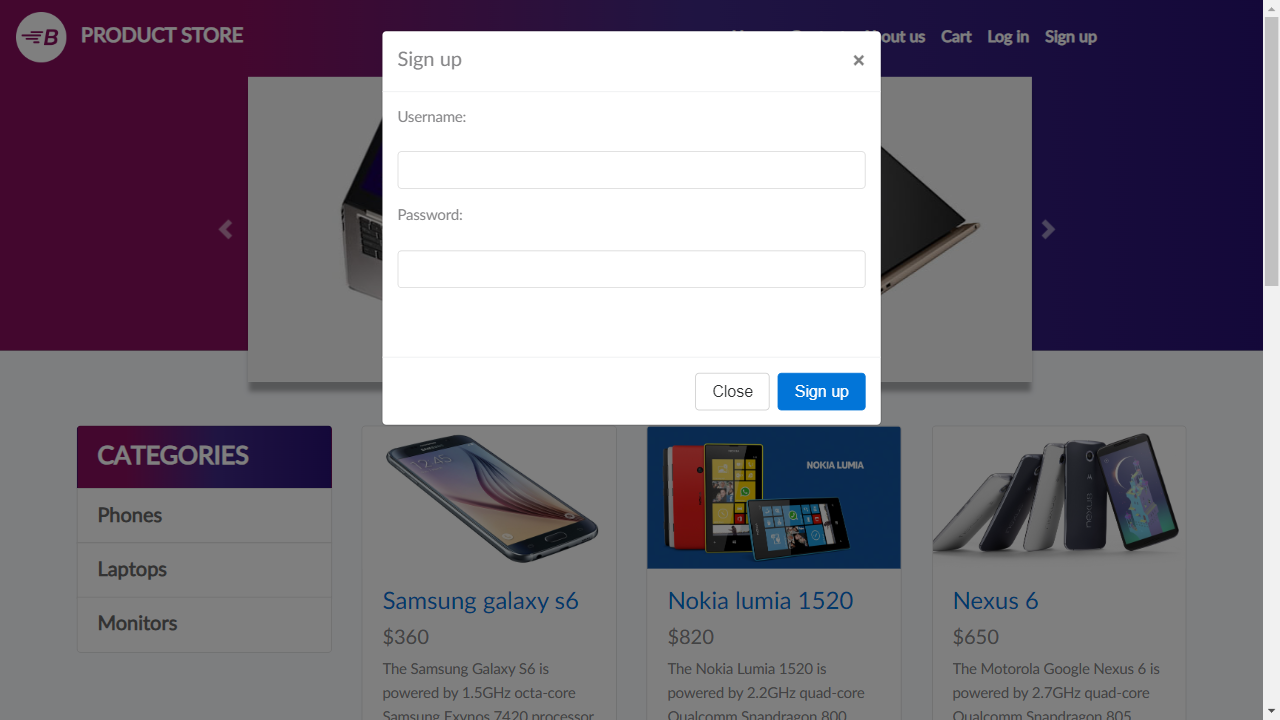 B PRODUCT STORE
out us Cart Log in Sign up
Sign up ×
Username:
Password:
Close Sign up
CATEGORIES
Phones
Laptops
Monitors
NOKIA LUMIA
Samsung galaxy s6
$360
The Samsung Galaxy S6 is
powered by 1.5GHz octa-core
Samsung Exynos 7420 processor
Nokia lumia 1520
$820
The Nokia Lumia 1520 is
powered by 2.2GHz quad-core
Qualcomm Snapdragon 800
Nexus 6
$650
The Motorola Google Nexus 6 is
powered by 2.7GHz quad-core
Qualcomm Snapdragon 805